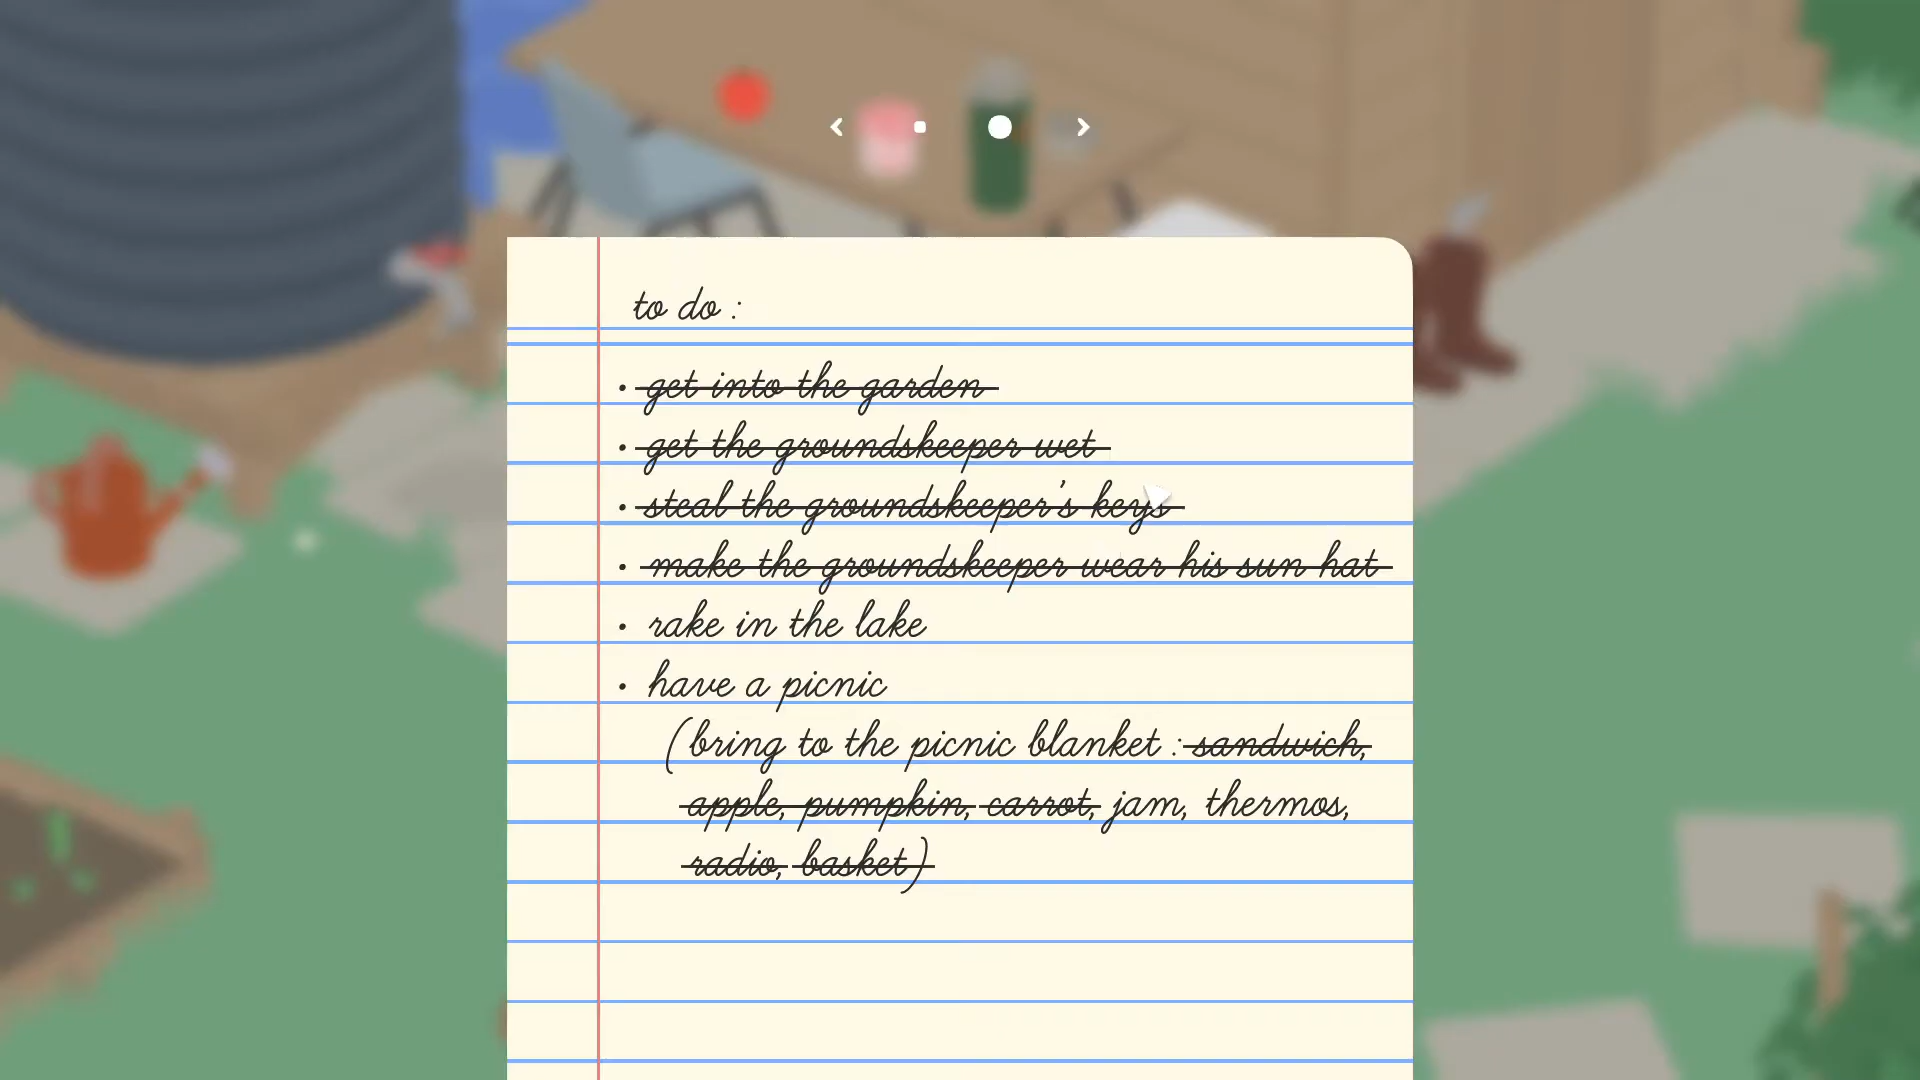 to do :
• get into the garden
• get the groundskeeper wet
• steal the groundskeeper's keys
• make the groundskeeper wear his sun hat
• rake in the lake
• have a picnic
(bring to the picnic blanket : sandwich,
apple, pumpkin, carrot, jam, thermos,
radio, basket)